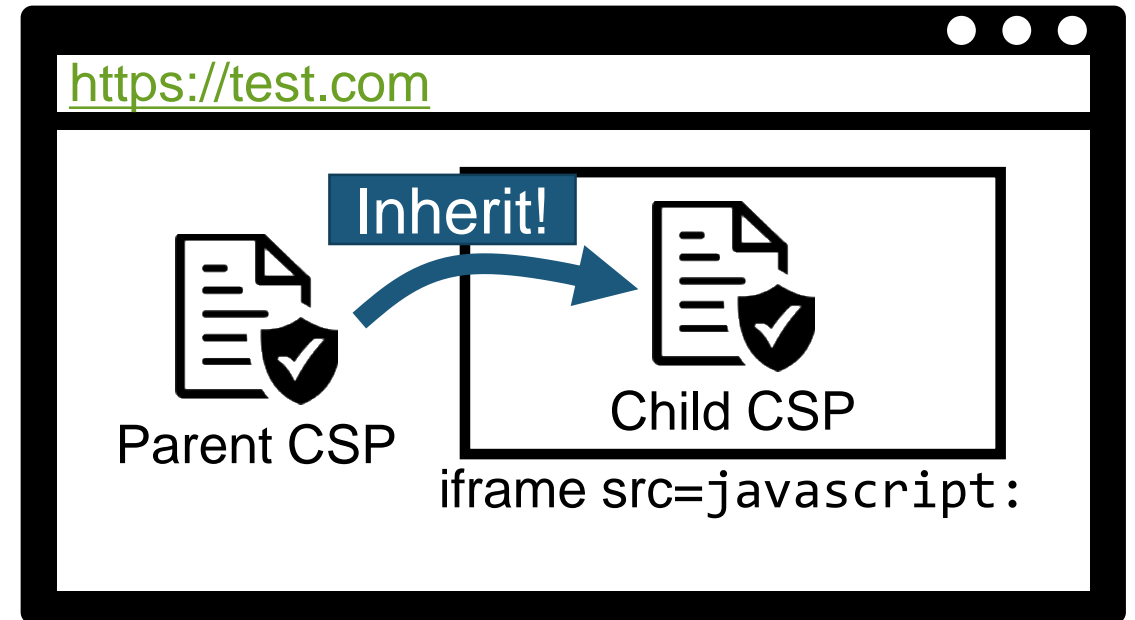 https://test.com
Inherit!
Parent CSP
Child CSP
iframe src=javascript: